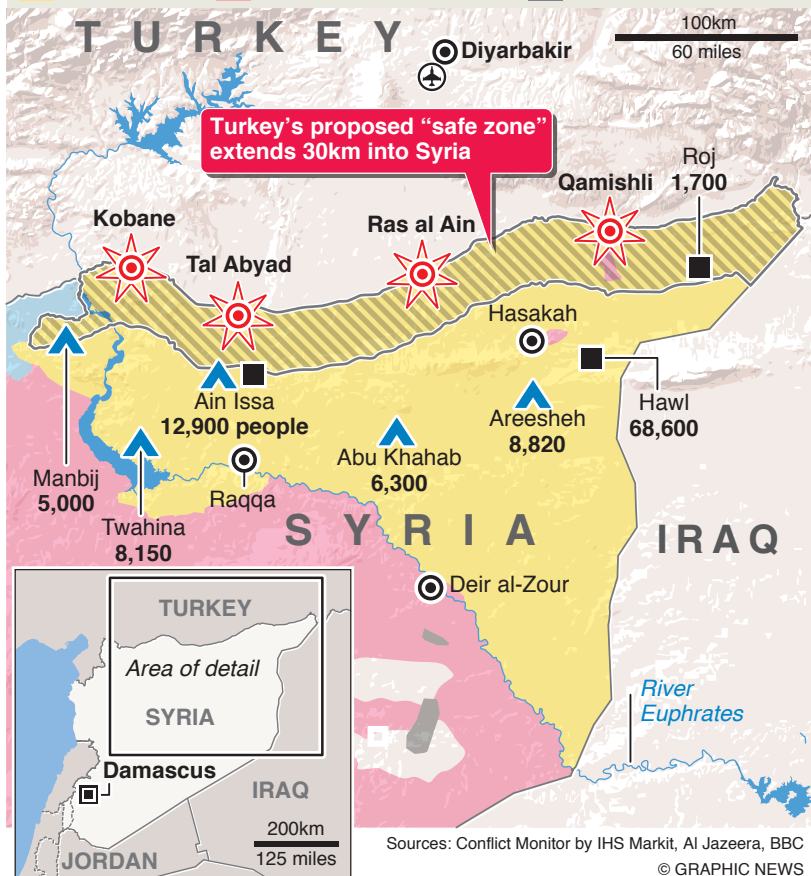 TURKEY
100km
60 miles
Diyarbakir
Turkey's proposed “safe zone”
extends 30km into Syria
Roj
1,700
Qamishli
Kobane
Ras al Ain
Tal Abyad
Hasakah
Ain Issa
12,900 people
Areesheh
8,820
Hawl
68,600
Abu Khahab
6,300
Manbij
5,000
Raqqa
Twahina
8,150
SYRIA
IRAQ
Deir al-Zour
River
Euphrates
TURKEY
Area of detail
SYRIA
Damascus
IRAQ
200km
125 miles
JORDAN
Sources: Conflict Monitor by IHS Markit, Al Jazeera, BBC
© GRAPHIC NEWS